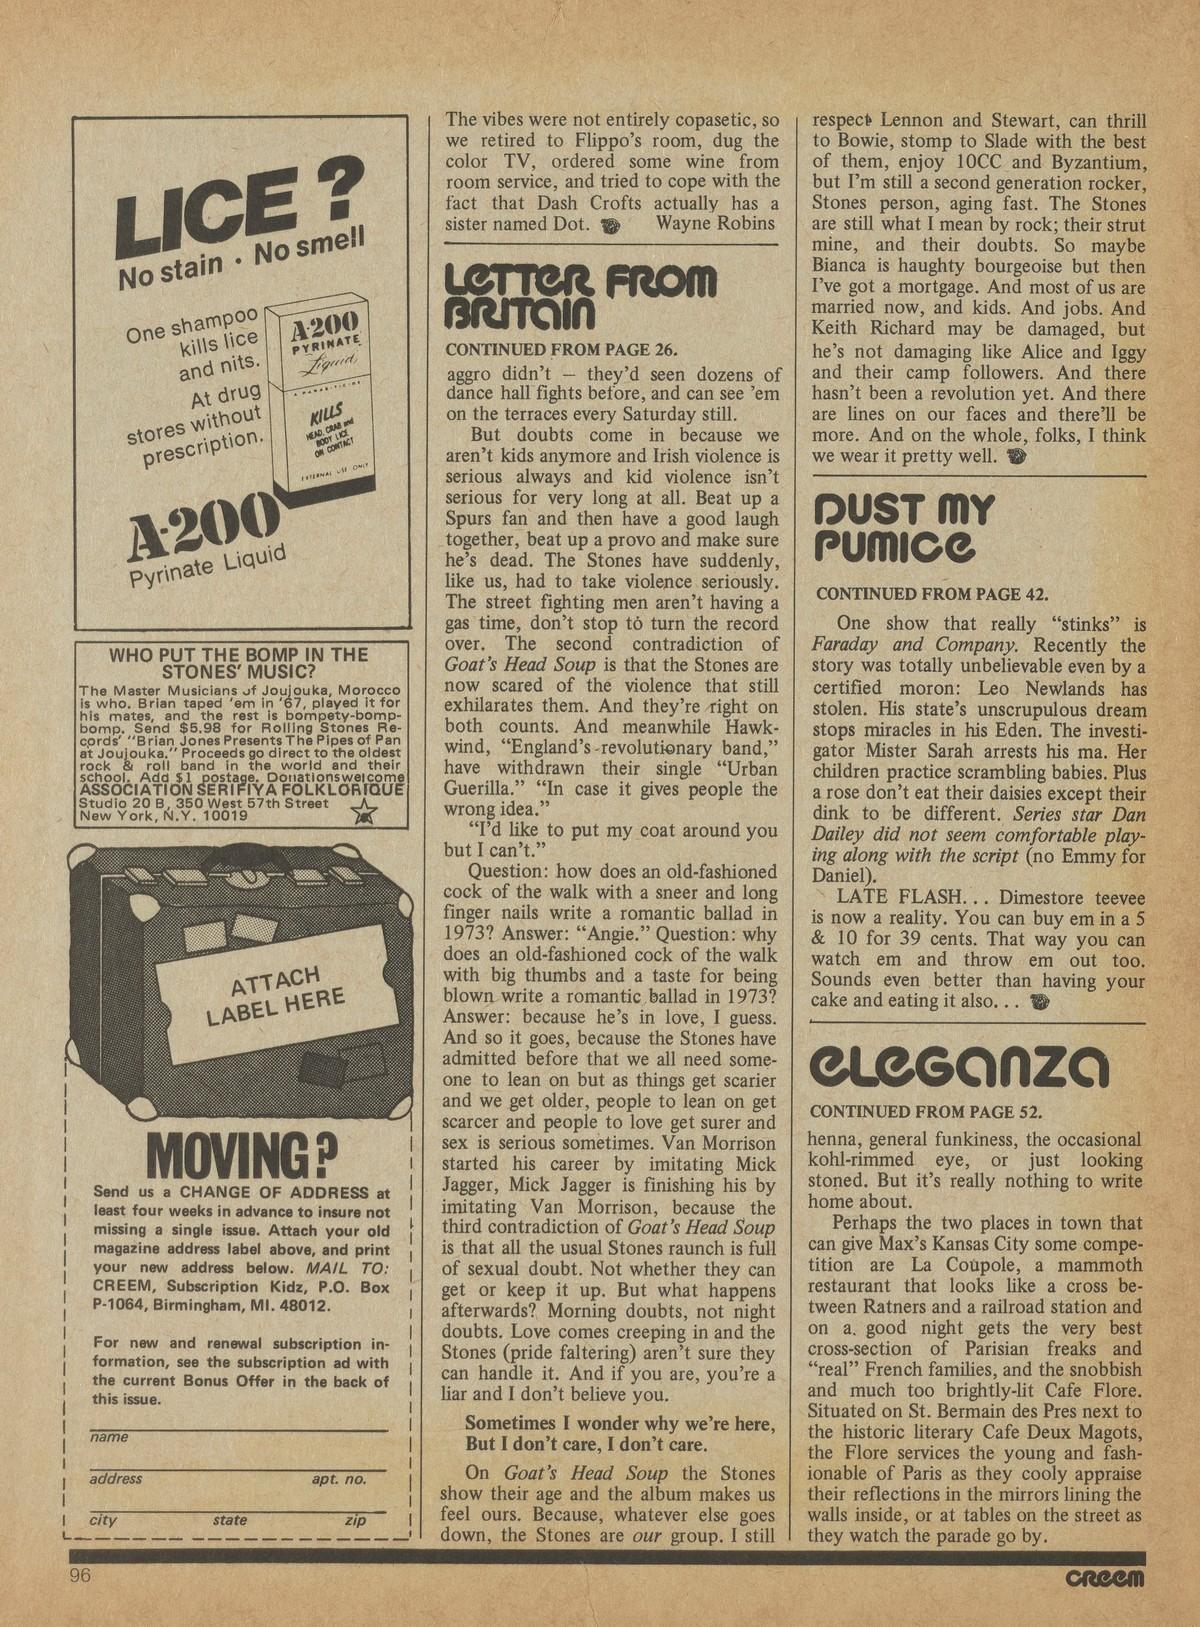 LICE?
No stain · No smell
One shampoo
kills lice
and nits.
At drug
stores without
prescription.
A-200
PYRINATE
Liquid
A PARASITICIDE
KILLS
HEAD, CRAB and
BODY LICE
ON CONTACT
EXTERNAL USE ONLY
A-200
Pyrinate Liquid
WHO PUT THE BOMP IN THE
STONES' MUSIC?
The Master Musicians of Joujouka, Morocco
is who. Brian taped 'em in '67, played it for
his mates, and the rest is bompety-bomp-
bomp. Send $5.98 for Rolling Stones Re-
cords' "Brian Jones Presents The Pipes of Pan
at Joujouka." Proceeds go direct to the oldest
rock & roll band in the world and their
school. Add $1 postage. Donations welcome
ASSOCIATION SERIFIYA FOLKLORIQUE
Studio 20 B, 350 West 57th Street
New York, N.Y. 10019
ATTACH
LABEL HERE
MOVING?
Send us a CHANGE OF ADDRESS at
least four weeks in advance to insure not
missing a single issue. Attach your old
magazine address label above, and print
your new address below. MAIL TO:
CREEM, Subscription Kidz, P.O. Box
P-1064, Birmingham, MI. 48012.
For new and renewal subscription in-
formation, see the subscription ad with
the current Bonus Offer in the back of
this issue.
name
address apt. no.
city state zip
The vibes were not entirely copasetic, so
we retired to Flippo's room, dug the
color TV, ordered some wine from
room service, and tried to cope with the
fact that Dash Crofts actually has a
sister named Dot. Wayne Robins
LETTER FROM
BRITAIN
CONTINUED FROM PAGE 26.
aggro didn't — they'd seen dozens of
dance hall fights before, and can see 'em
on the terraces every Saturday still.
But doubts come in because we
aren't kids anymore and Irish violence is
serious always and kid violence isn't
serious for very long at all. Beat up a
Spurs fan and then have a good laugh
together, beat up a provo and make sure
he's dead. The Stones have suddenly,
like us, had to take violence seriously.
The street fighting men aren't having a
gas time, don't stop to turn the record
over. The second contradiction of
Goat's Head Soup is that the Stones are
now scared of the violence that still
exhilarates them. And they're right on
both counts. And meanwhile Hawk-
wind, "England's revolutionary band,"
have withdrawn their single "Urban
Guerilla." "In case it gives people the
wrong idea."
"I'd like to put my coat around you
but I can't."
Question: how does an old-fashioned
cock of the walk with a sneer and long
finger nails write a romantic ballad in
1973? Answer: "Angie." Question: why
does an old-fashioned cock of the walk
with big thumbs and a taste for being
blown write a romantic ballad in 1973?
Answer: because he's in love, I guess.
And so it goes, because the Stones have
admitted before that we all need some-
one to lean on but as things get scarier
and we get older, people to lean on get
scarcer and people to love get surer and
sex is serious sometimes. Van Morrison
started his career by imitating Mick
Jagger, Mick Jagger is finishing his by
imitating Van Morrison, because the
third contradiction of Goat's Head Soup
is that all the usual Stones raunch is full
of sexual doubt. Not whether they can
get or keep it up. But what happens
afterwards? Morning doubts, not night
doubts. Love comes creeping in and the
Stones (pride faltering) aren't sure they
can handle it. And if you are, you're a
liar and I don't believe you.
Sometimes I wonder why we're here,
But I don't care, I don't care.
On Goat's Head Soup the Stones
show their age and the album makes us
feel ours. Because, whatever else goes
down, the Stones are our group. I still
respect Lennon and Stewart, can thrill
to Bowie, stomp to Slade with the best
of them, enjoy 10CC and Byzantium,
but I'm still a second generation rocker,
Stones person, aging fast. The Stones
are still what I mean by rock; their strut
mine, and their doubts. So maybe
Bianca is haughty bourgeoise but then
I've got a mortgage. And most of us are
married now, and kids. And jobs. And
Keith Richard may be damaged, but
he's not damaging like Alice and Iggy
and their camp followers. And there
hasn't been a revolution yet. And there
are lines on our faces and there'll be
more. And on the whole, folks, I think
we wear it pretty well.
DUST MY
PUMICE
CONTINUED FROM PAGE 42.
One show that really "stinks" is
Faraday and Company. Recently the
story was totally unbelievable even by a
certified moron: Leo Newlands has
stolen. His state's unscrupulous dream
stops miracles in his Eden. The investi-
gator Mister Sarah arrests his ma. Her
children practice scrambling babies. Plus
a rose don't eat their daisies except their
dink to be different. Series star Dan
Dailey did not seem comfortable play-
ing along with the script (no Emmy for
Daniel).
LATE FLASH... Dimestore teevee
is now a reality. You can buy em in a 5
& 10 for 39 cents. That way you can
watch em and throw em out too.
Sounds even better than having your
cake and eating it also...
ELEGANZA
CONTINUED FROM PAGE 52.
henna, general funkiness, the occasional
kohl-rimmed eye, or just looking
stoned. But it's really nothing to write
home about.
Perhaps the two places in town that
can give Max's Kansas City some compe-
tition are La Coupole, a mammoth
restaurant that looks like a cross be-
tween Ratners and a railroad station and
on a good night gets the very best
cross-section of Parisian freaks and
"real" French families, and the snobbish
and much too brightly-lit Cafe Flore.
Situated on St. Bermain des Pres next to
the historic literary Cafe Deux Magots,
the Flore services the young and fash-
ionable of Paris as they cooly appraise
their reflections in the mirrors lining the
walls inside, or at tables on the street as
they watch the parade go by.
96
CREEM